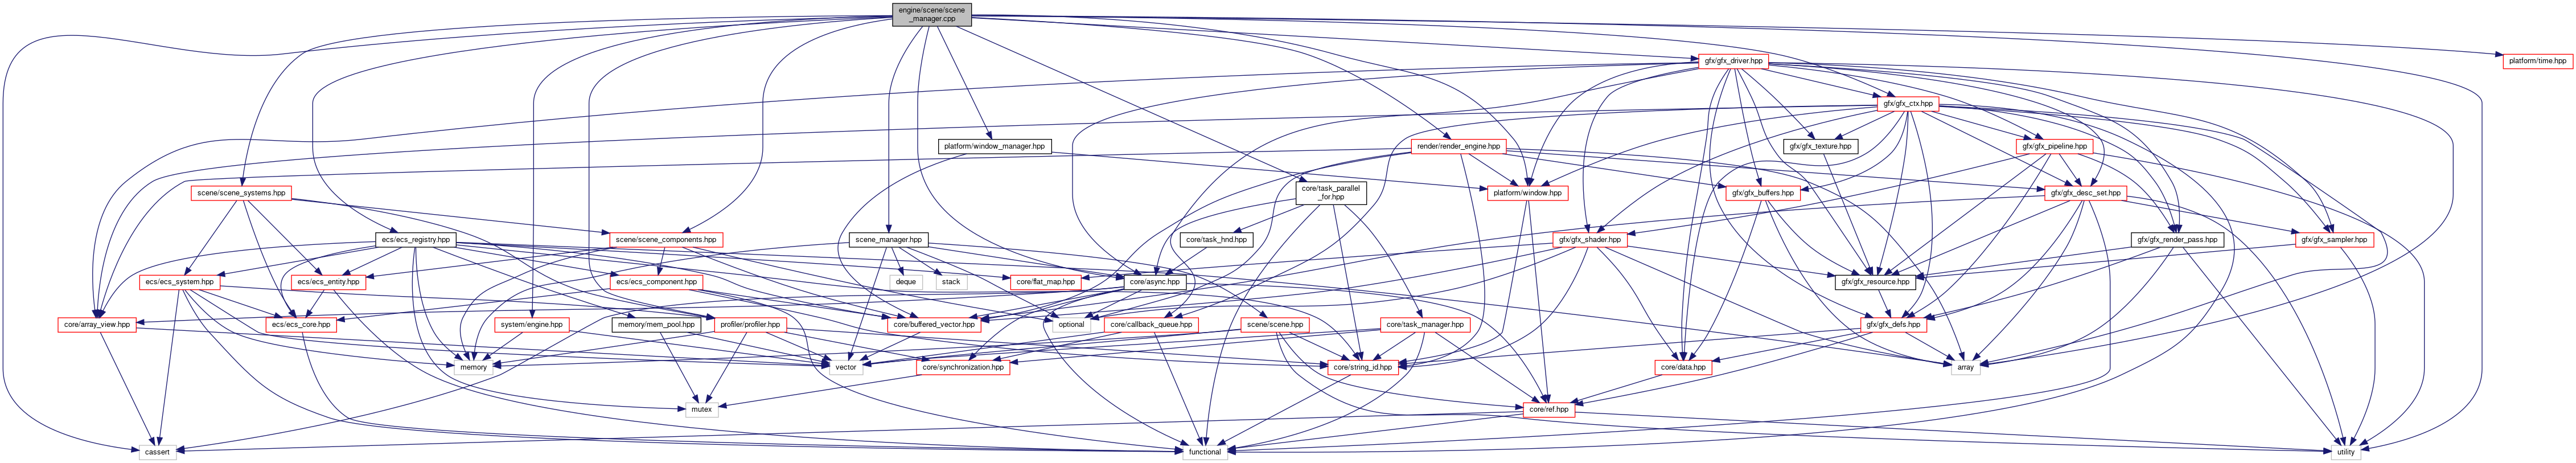 engine/scene/scene
_manager.cpp
gfx/gfx_driver.hpp
platform/time.hpp
gfx/gfx_ctx.hpp
platform/window_manager.hpp
render/render_engine.hpp
gfx/gfx_texture.hpp
gfx/gfx_pipeline.hpp
scene/scene_systems.hpp
core/task_parallel
_for.hpp
platform/window.hpp
gfx/gfx_buffers.hpp
gfx/gfx_desc_set.hpp
ecs/ecs_registry.hpp
scene/scene_components.hpp
scene_manager.hpp
core/task_hnd.hpp
gfx/gfx_shader.hpp
gfx/gfx_render_pass.hpp
gfx/gfx_sampler.hpp
ecs/ecs_system.hpp
ecs/ecs_entity.hpp
ecs/ecs_component.hpp
deque
stack
core/flat_map.hpp
core/async.hpp
gfx/gfx_resource.hpp
core/array_view.hpp
ecs/ecs_core.hpp
system/engine.hpp
memory/mem_pool.hpp
profiler/profiler.hpp
core/buffered_vector.hpp
optional
core/callback_queue.hpp
scene/scene.hpp
core/task_manager.hpp
gfx/gfx_defs.hpp
memory
vector
core/synchronization.hpp
core/string_id.hpp
core/data.hpp
array
mutex
core/ref.hpp
cassert
functional
utility